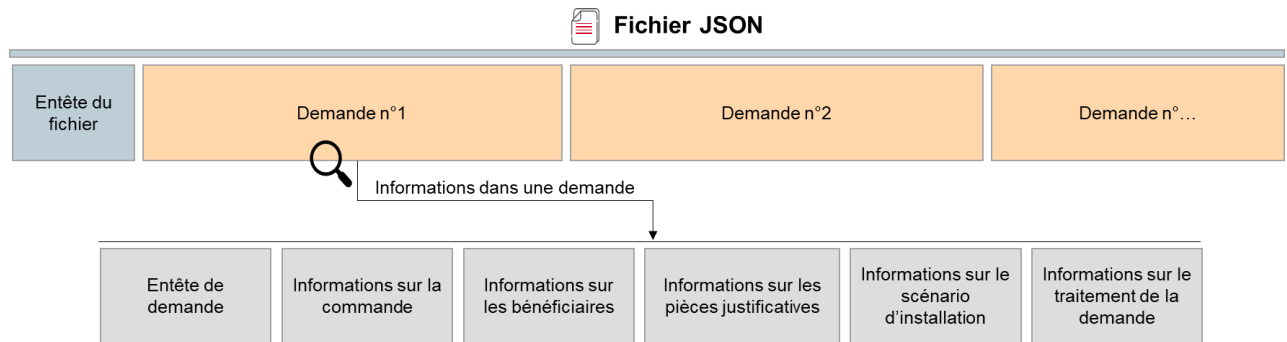 Fichier JSON
Entête du
fichier
Demande n°1
Demande n°2
Demande n°…
Informations dans une demande
Entête de
demande
Informations sur la
commande
Informations sur
les bénéficiaires
Informations sur les
pièces justificatives
Informations sur le
scénario
d’installation
Informations sur le
traitement de la
demande